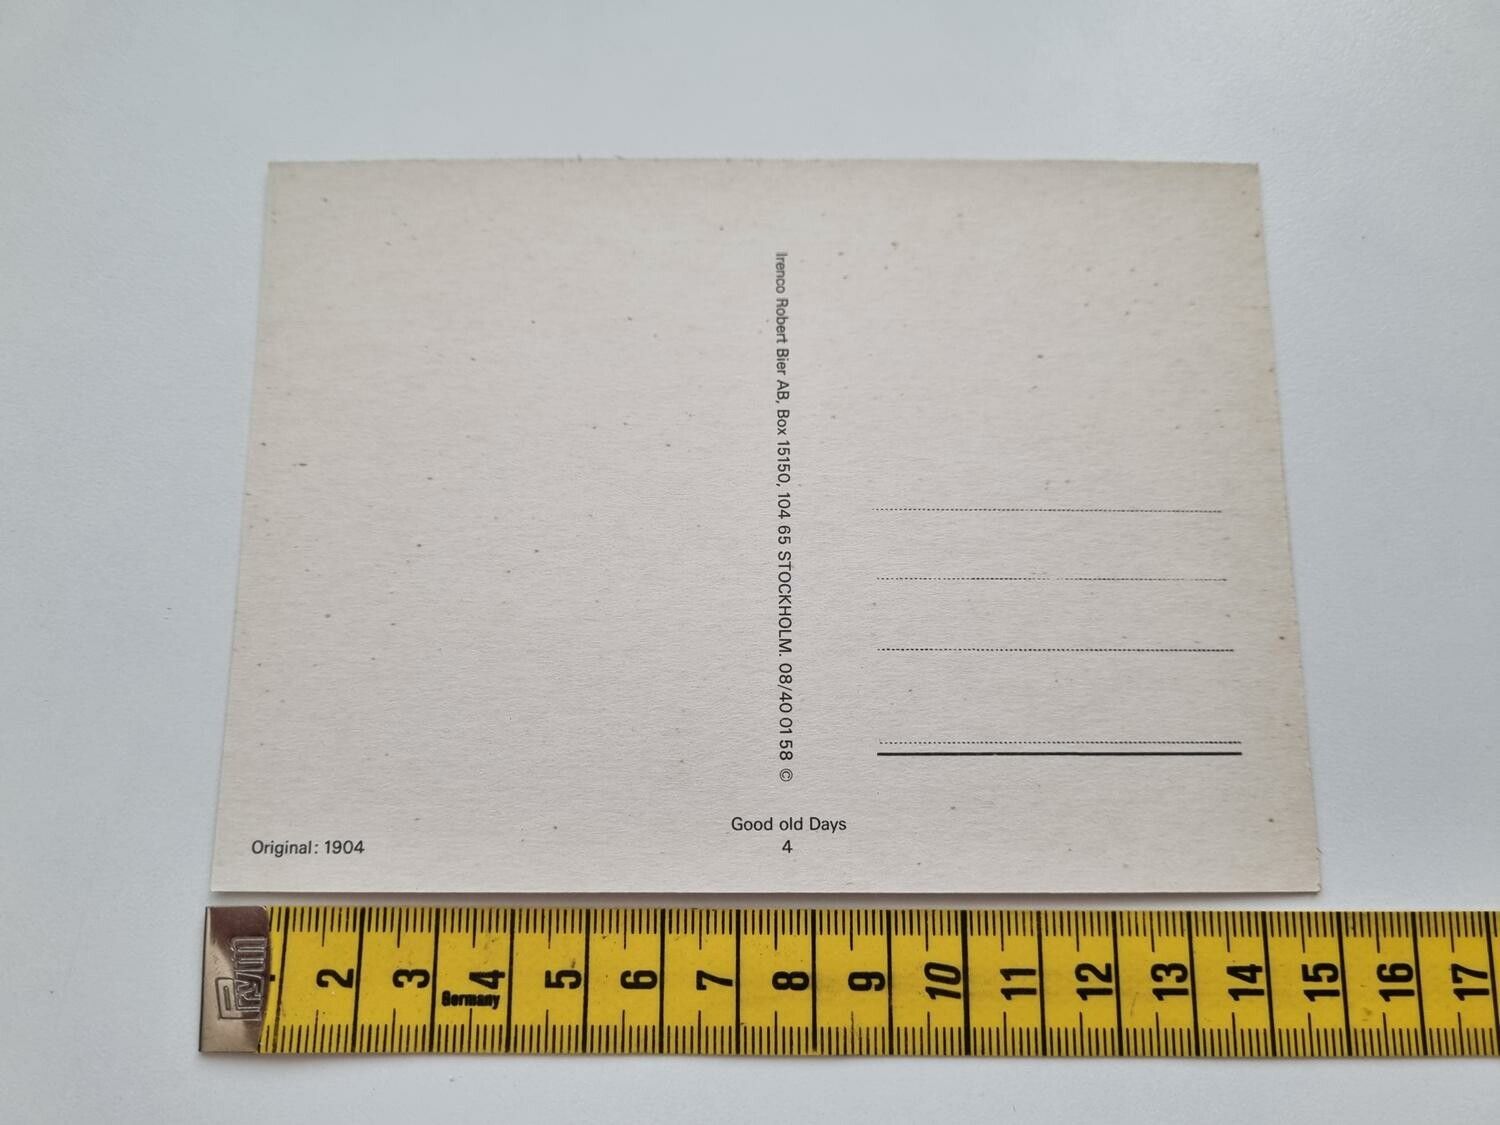 Irenco Robert Bier AB, Box 15150, 104 65 STOCKHOLM. 08/40 01 58 ©
Good old Days
4
Original: 1904
Prym
2 3 4 5 6 7 8 9 10 11 12 13 14 15 16 17
Germany